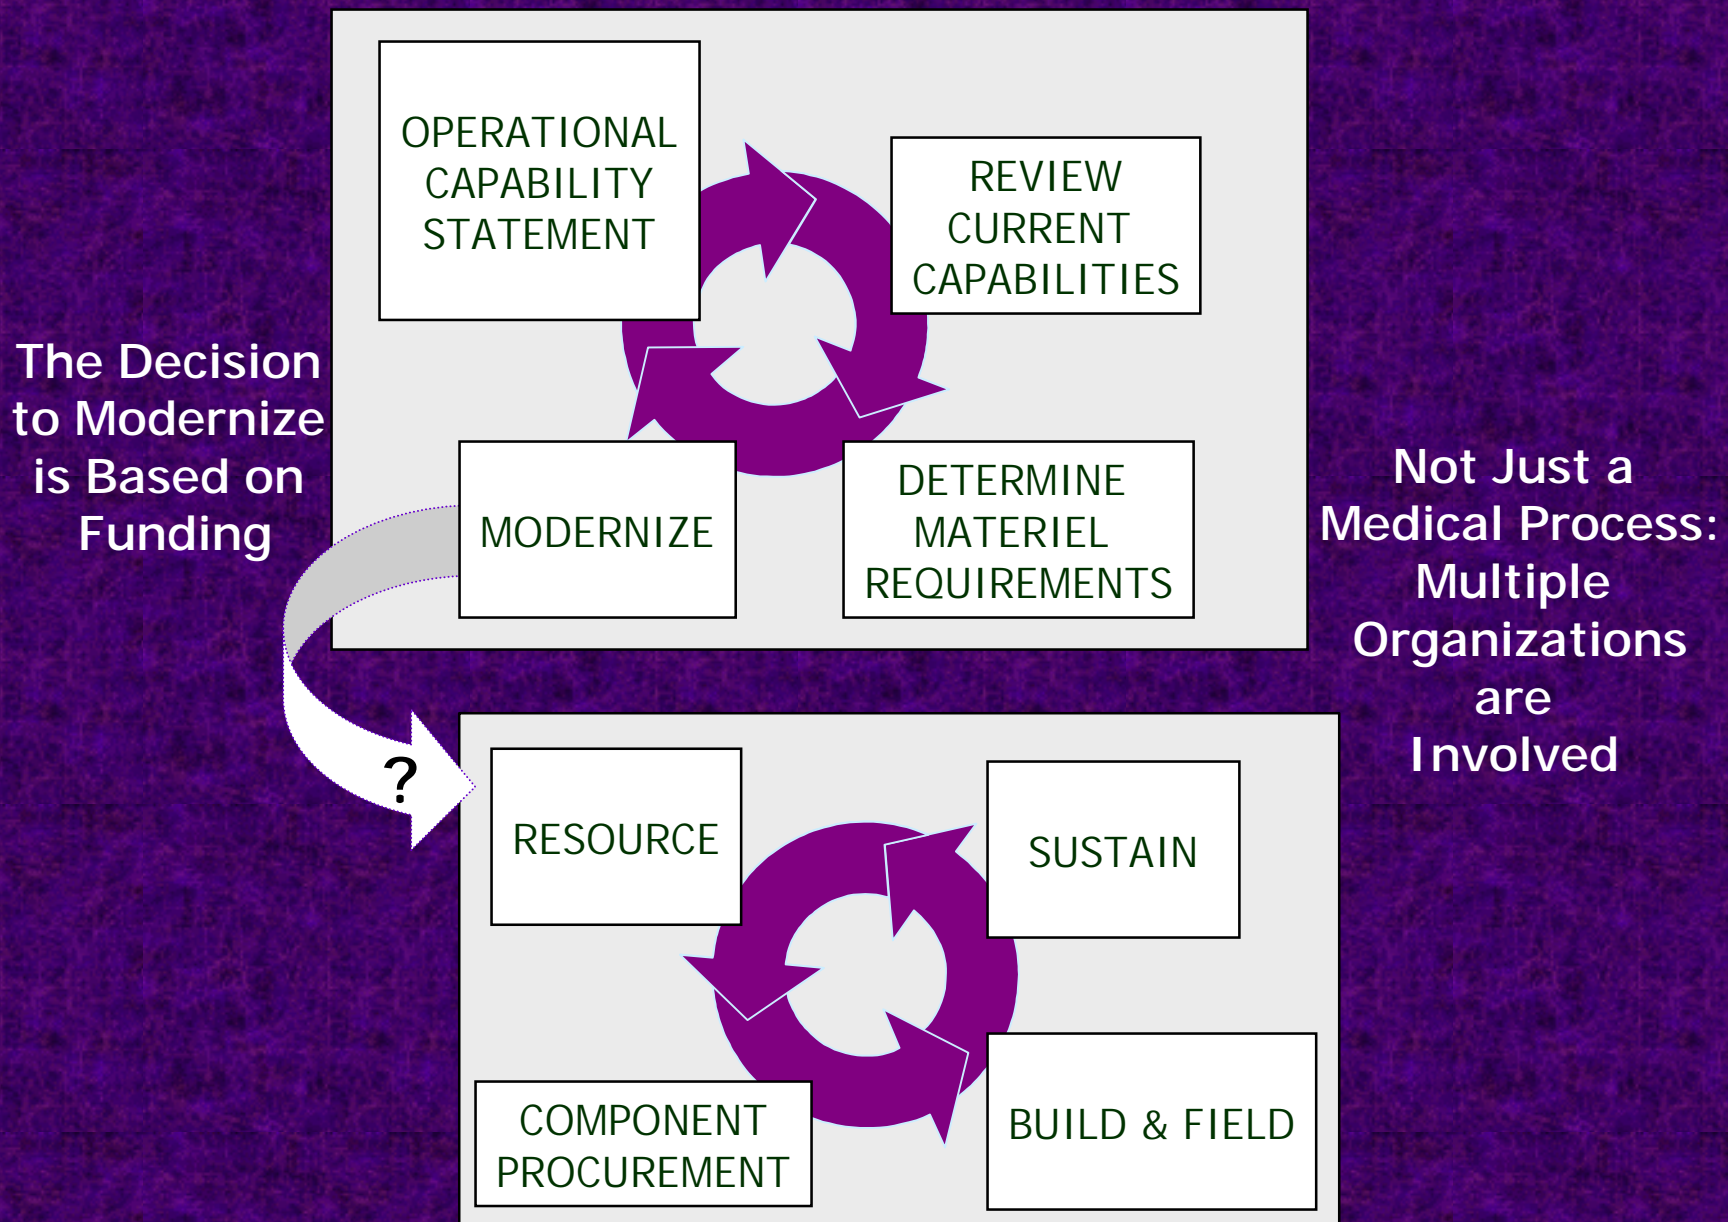 OPERATIONAL
CAPABILITY
STATEMENT
REVIEW
CURRENT
CAPABILITIES
The Decision
to Modernize
is Based on
Funding
MODERNIZE
DETERMINE
MATERIEL
REQUIREMENTS
Not Just a
Medical Process:
Multiple
Organizations
are
Involved
?
RESOURCE
SUSTAIN
COMPONENT
PROCUREMENT
BUILD & FIELD